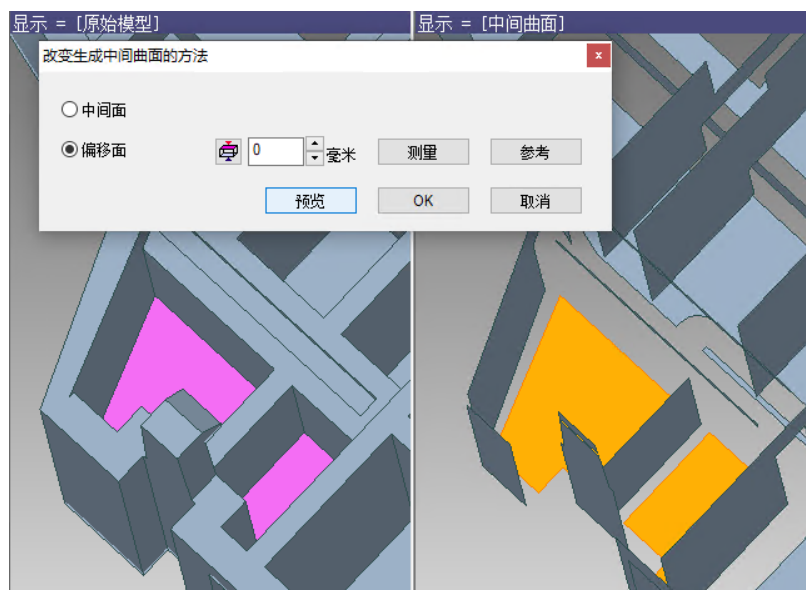 显示 = [原始模型]
显示 = [中间曲面]
改变生成中间曲面的方法
x
中间面
偏移面
0
毫米
测量
参考
预览
OK
取消